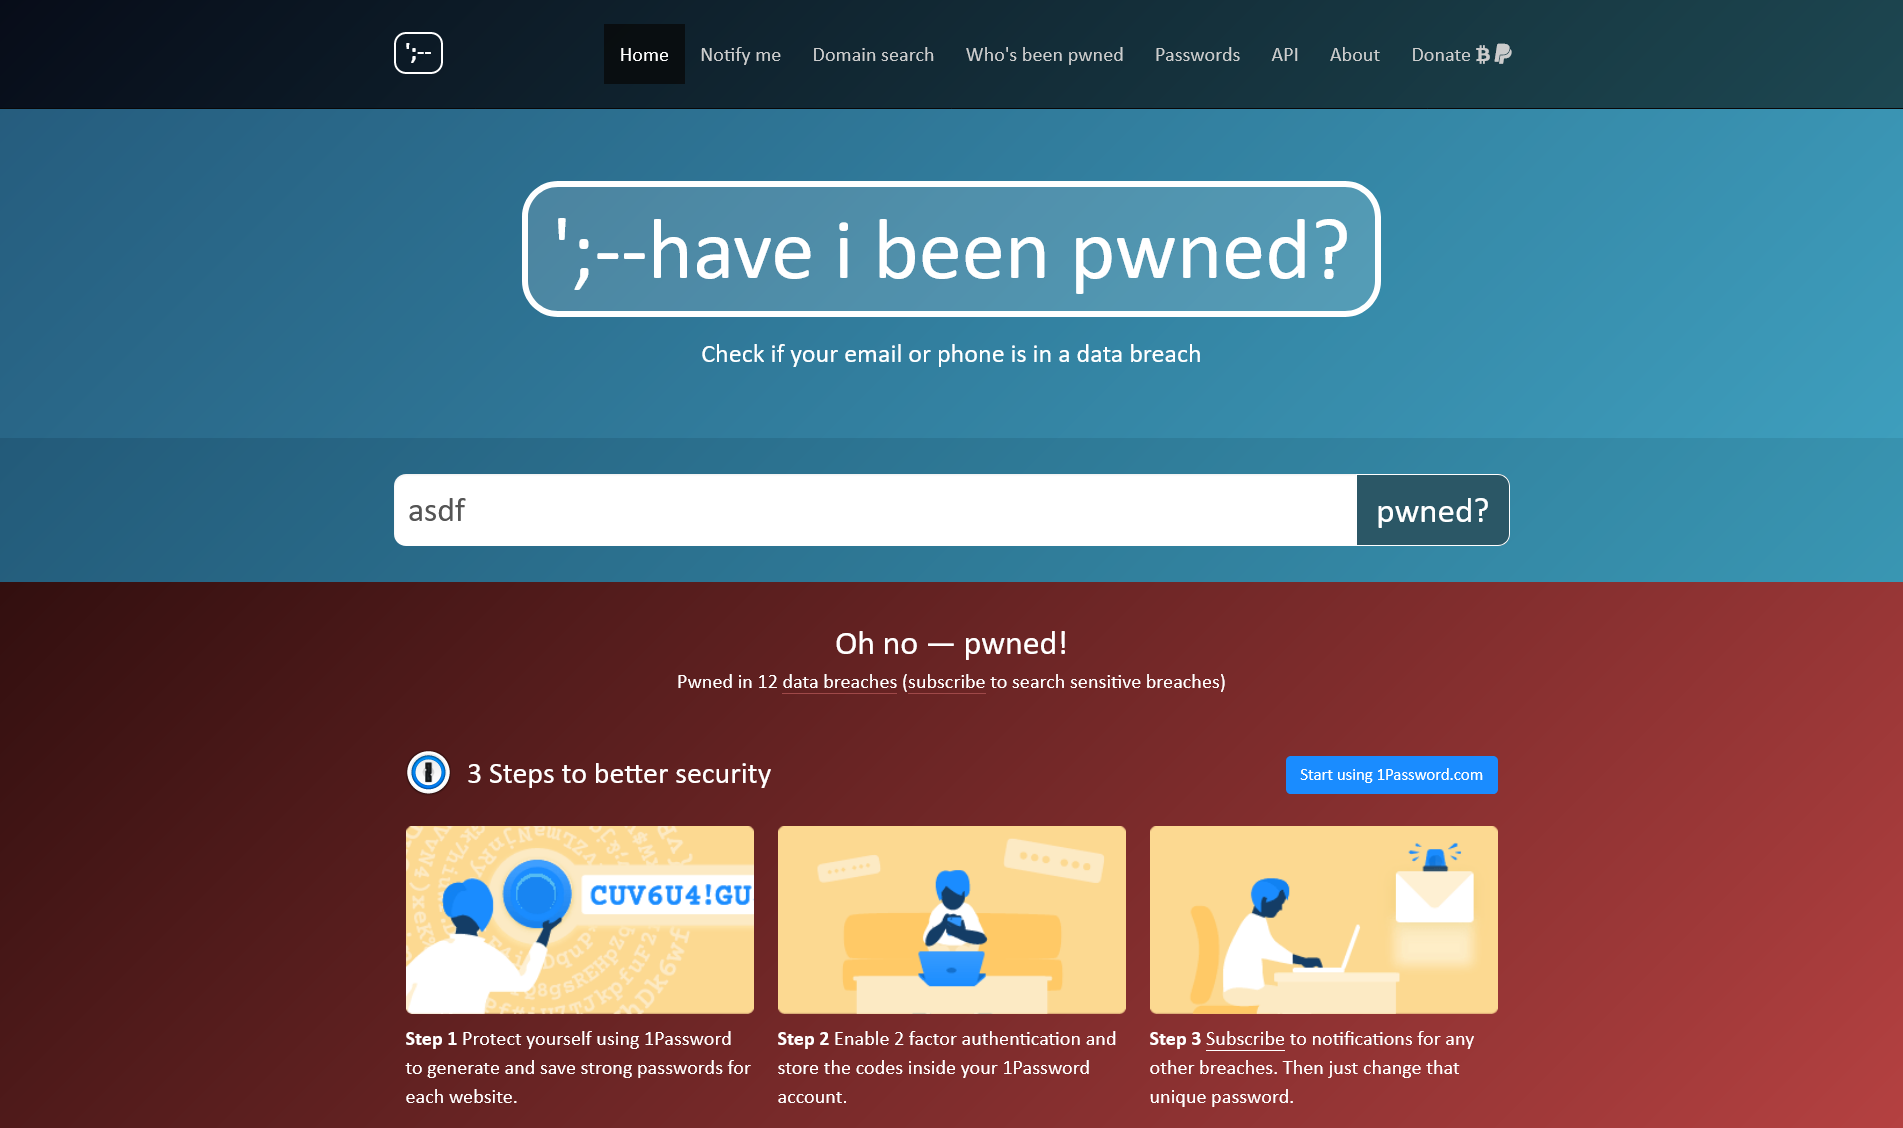 ';--
Home Notify me Domain search Who's been pwned Passwords API About Donate
';--have i been pwned?
Check if your email or phone is in a data breach
asdf pwned?
Oh no — pwned!
Pwned in 12 data breaches (subscribe to search sensitive breaches)
3 Steps to better security Start using 1Password.com
CUV6U4!GU
Step 1 Protect yourself using 1Password
to generate and save strong passwords for
each website.
Step 2 Enable 2 factor authentication and
store the codes inside your 1Password
account.
Step 3 Subscribe to notifications for any
other breaches. Then just change that
unique password.